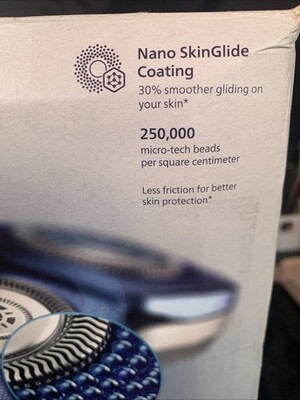 Nano SkinGlide
Coating
30% smoother gliding on
your skin*
250,000
micro-tech beads
per square centimeter
Less friction for better
skin protection*